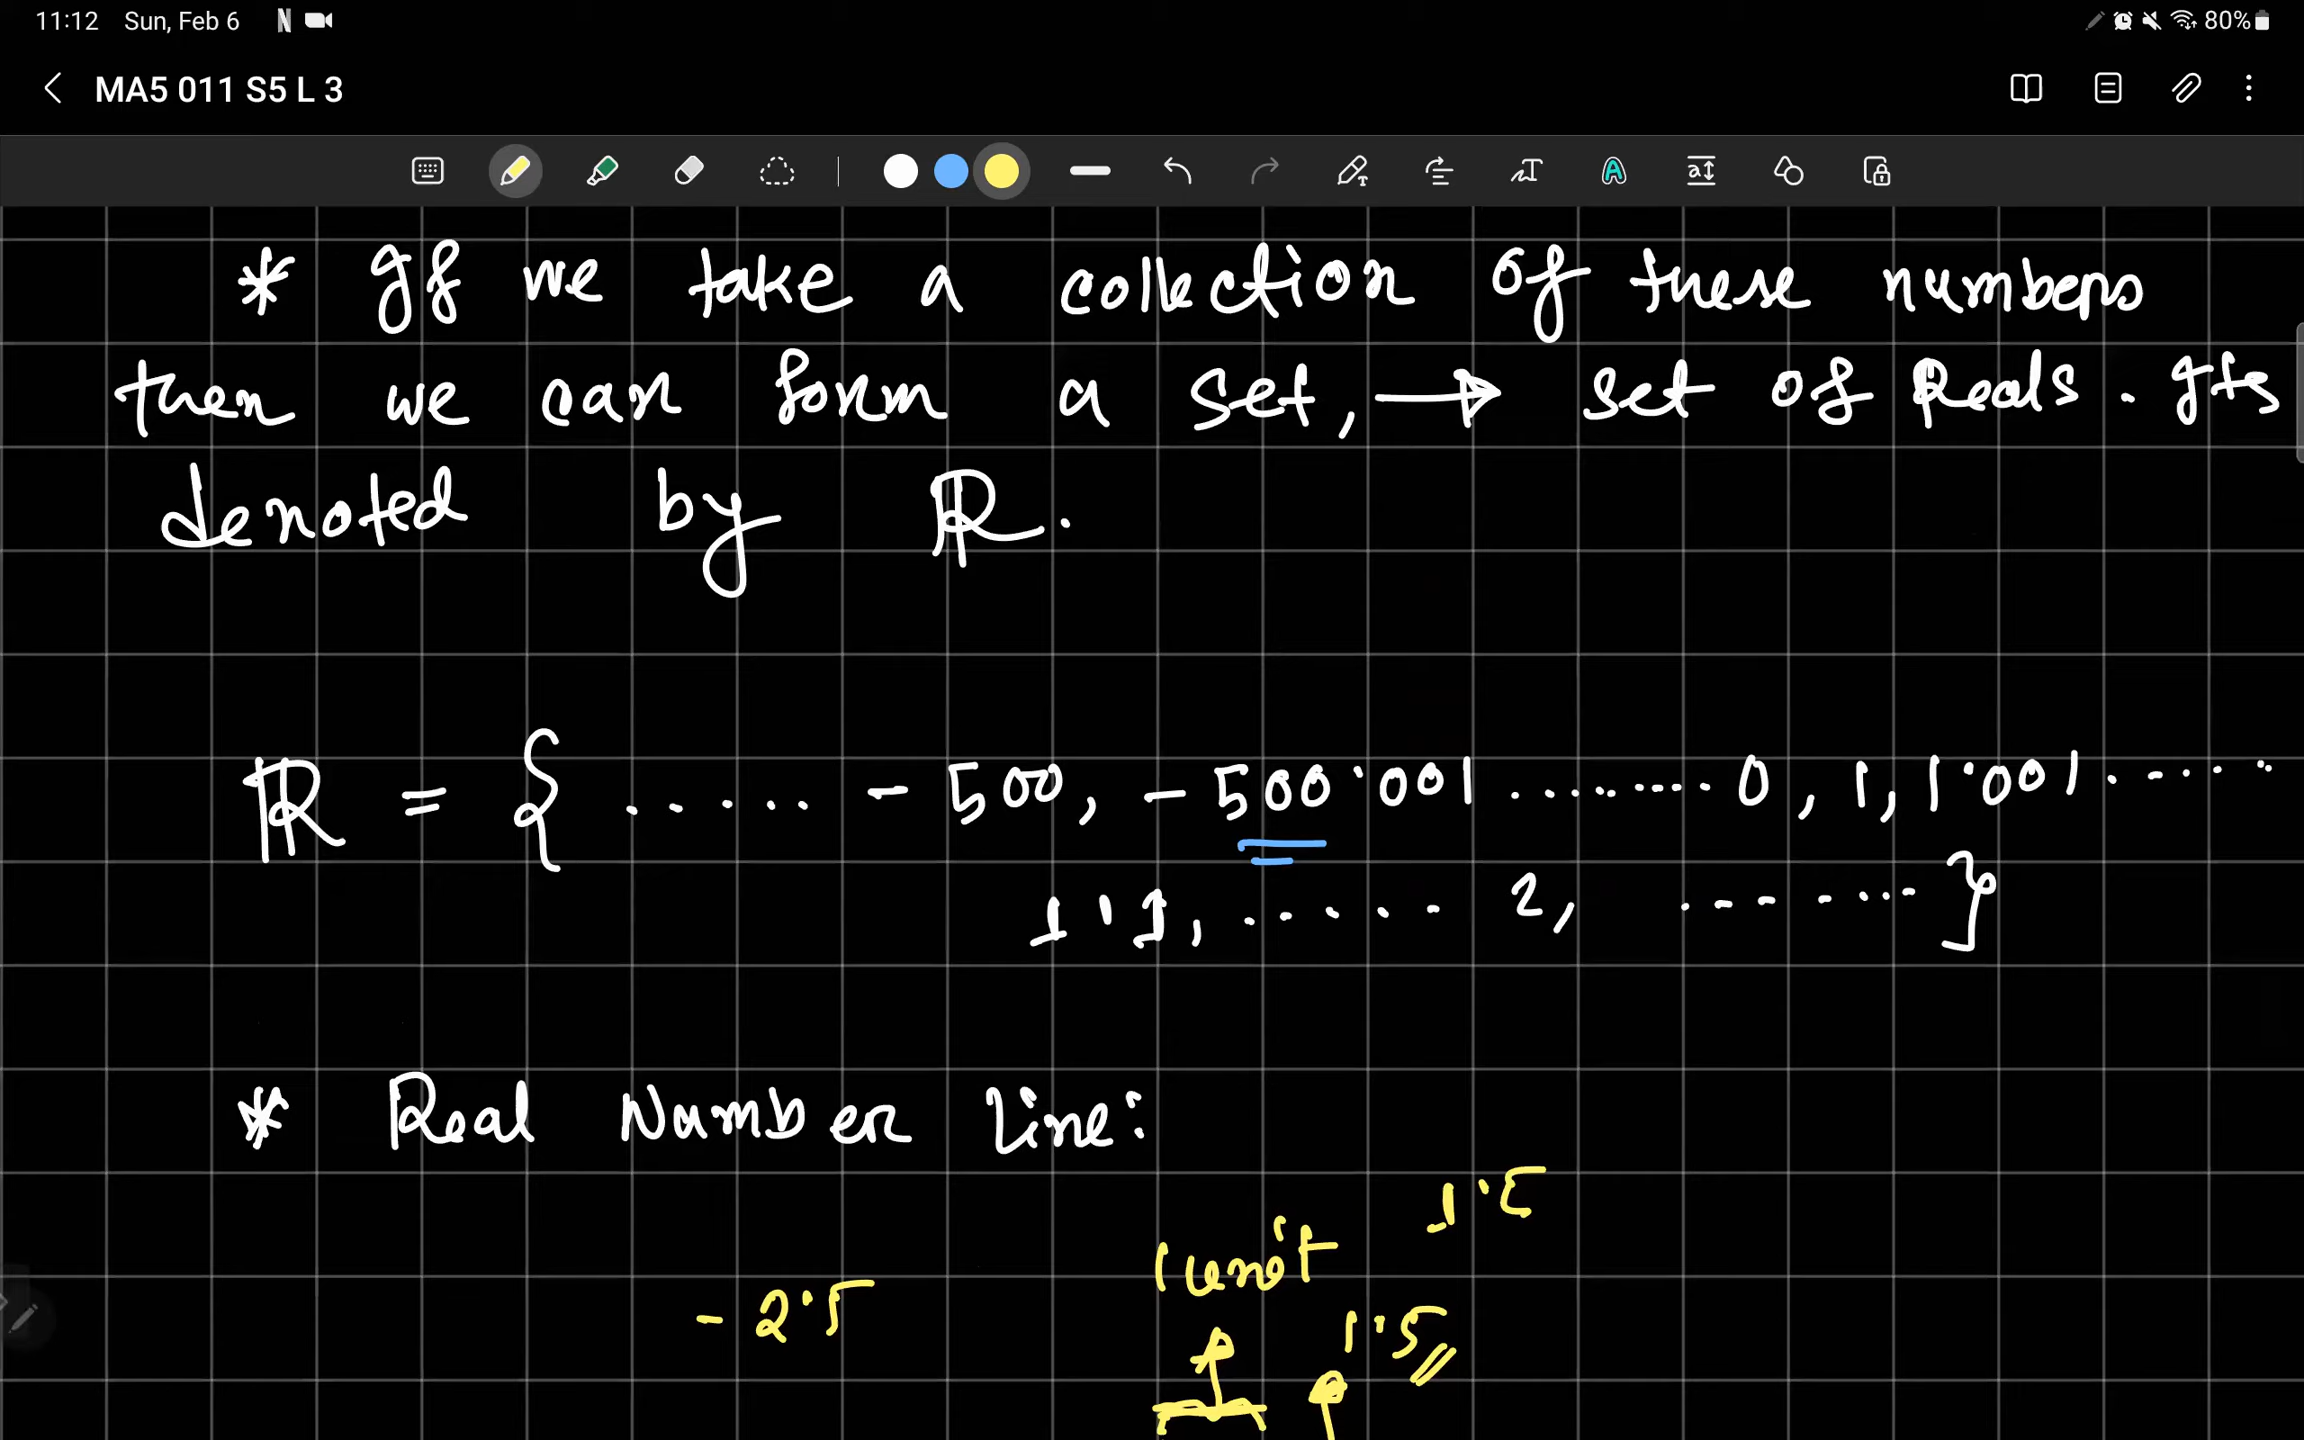 11:12 Sun, Feb 6 80%
MA5 011 S5 L 3
* If we take a collection of these numbers
then we can form a set, → set of Reals. Its
denoted by ℝ.
ℝ = { ..... - 500, - 500·001 ......... 0, 1, 1·001 ......
1·1, ...... 2, ....... }
* Real Number Line:
1·5
1 unit
- 2·5
1·5